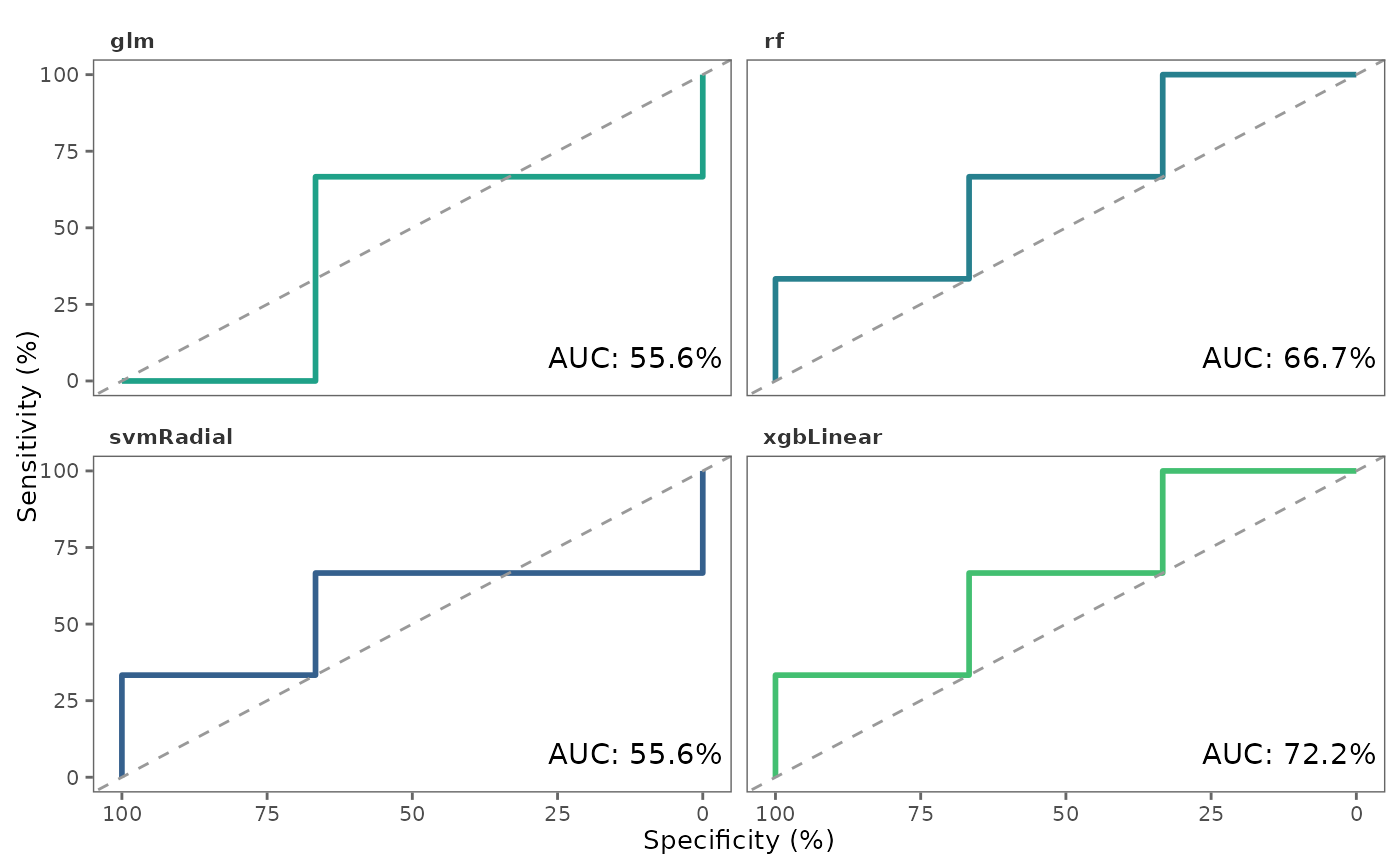 glm
rf
100
75
50
25
0
AUC: 55.6%
AUC: 66.7%
Sensitivity (%)
svmRadial
xgbLinear
100
75
50
25
0
AUC: 55.6%
AUC: 72.2%
100 75 50 25 0
100 75 50 25 0
Specificity (%)